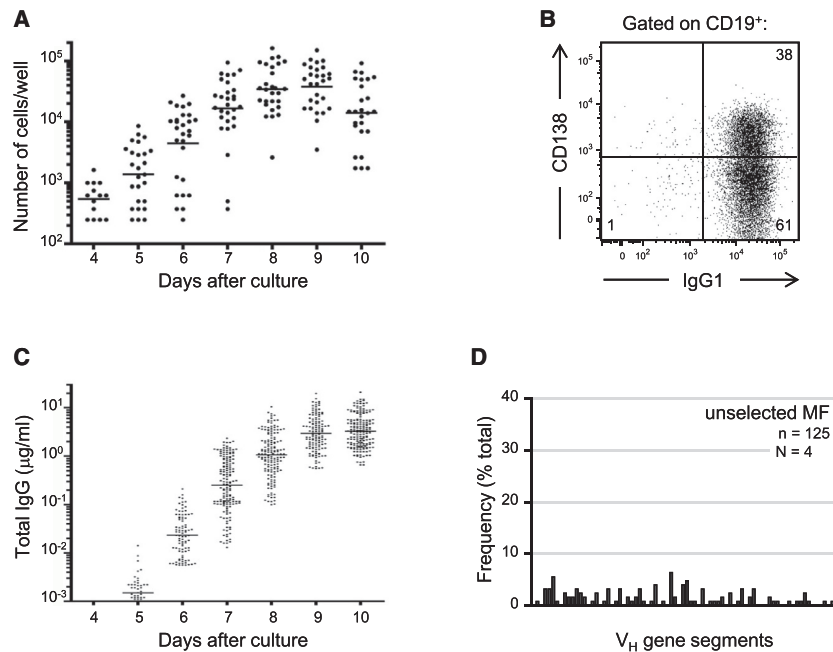 A
Number of cells/well
10⁵
10⁴
10³
10²
4 5 6 7 8 9 10
Days after culture
B
Gated on CD19⁺:
CD138
10⁵
10⁴
10³
10²
0
38
1
61
0 10² 10³ 10⁴ 10⁵
IgG1
C
Total IgG (µg/ml)
10¹
10⁰
10⁻¹
10⁻²
10⁻³
4 5 6 7 8 9 10
Days after culture
D
Frequency (% total)
40
30
20
10
0
unselected MF
n = 125
N = 4
V_H gene segments